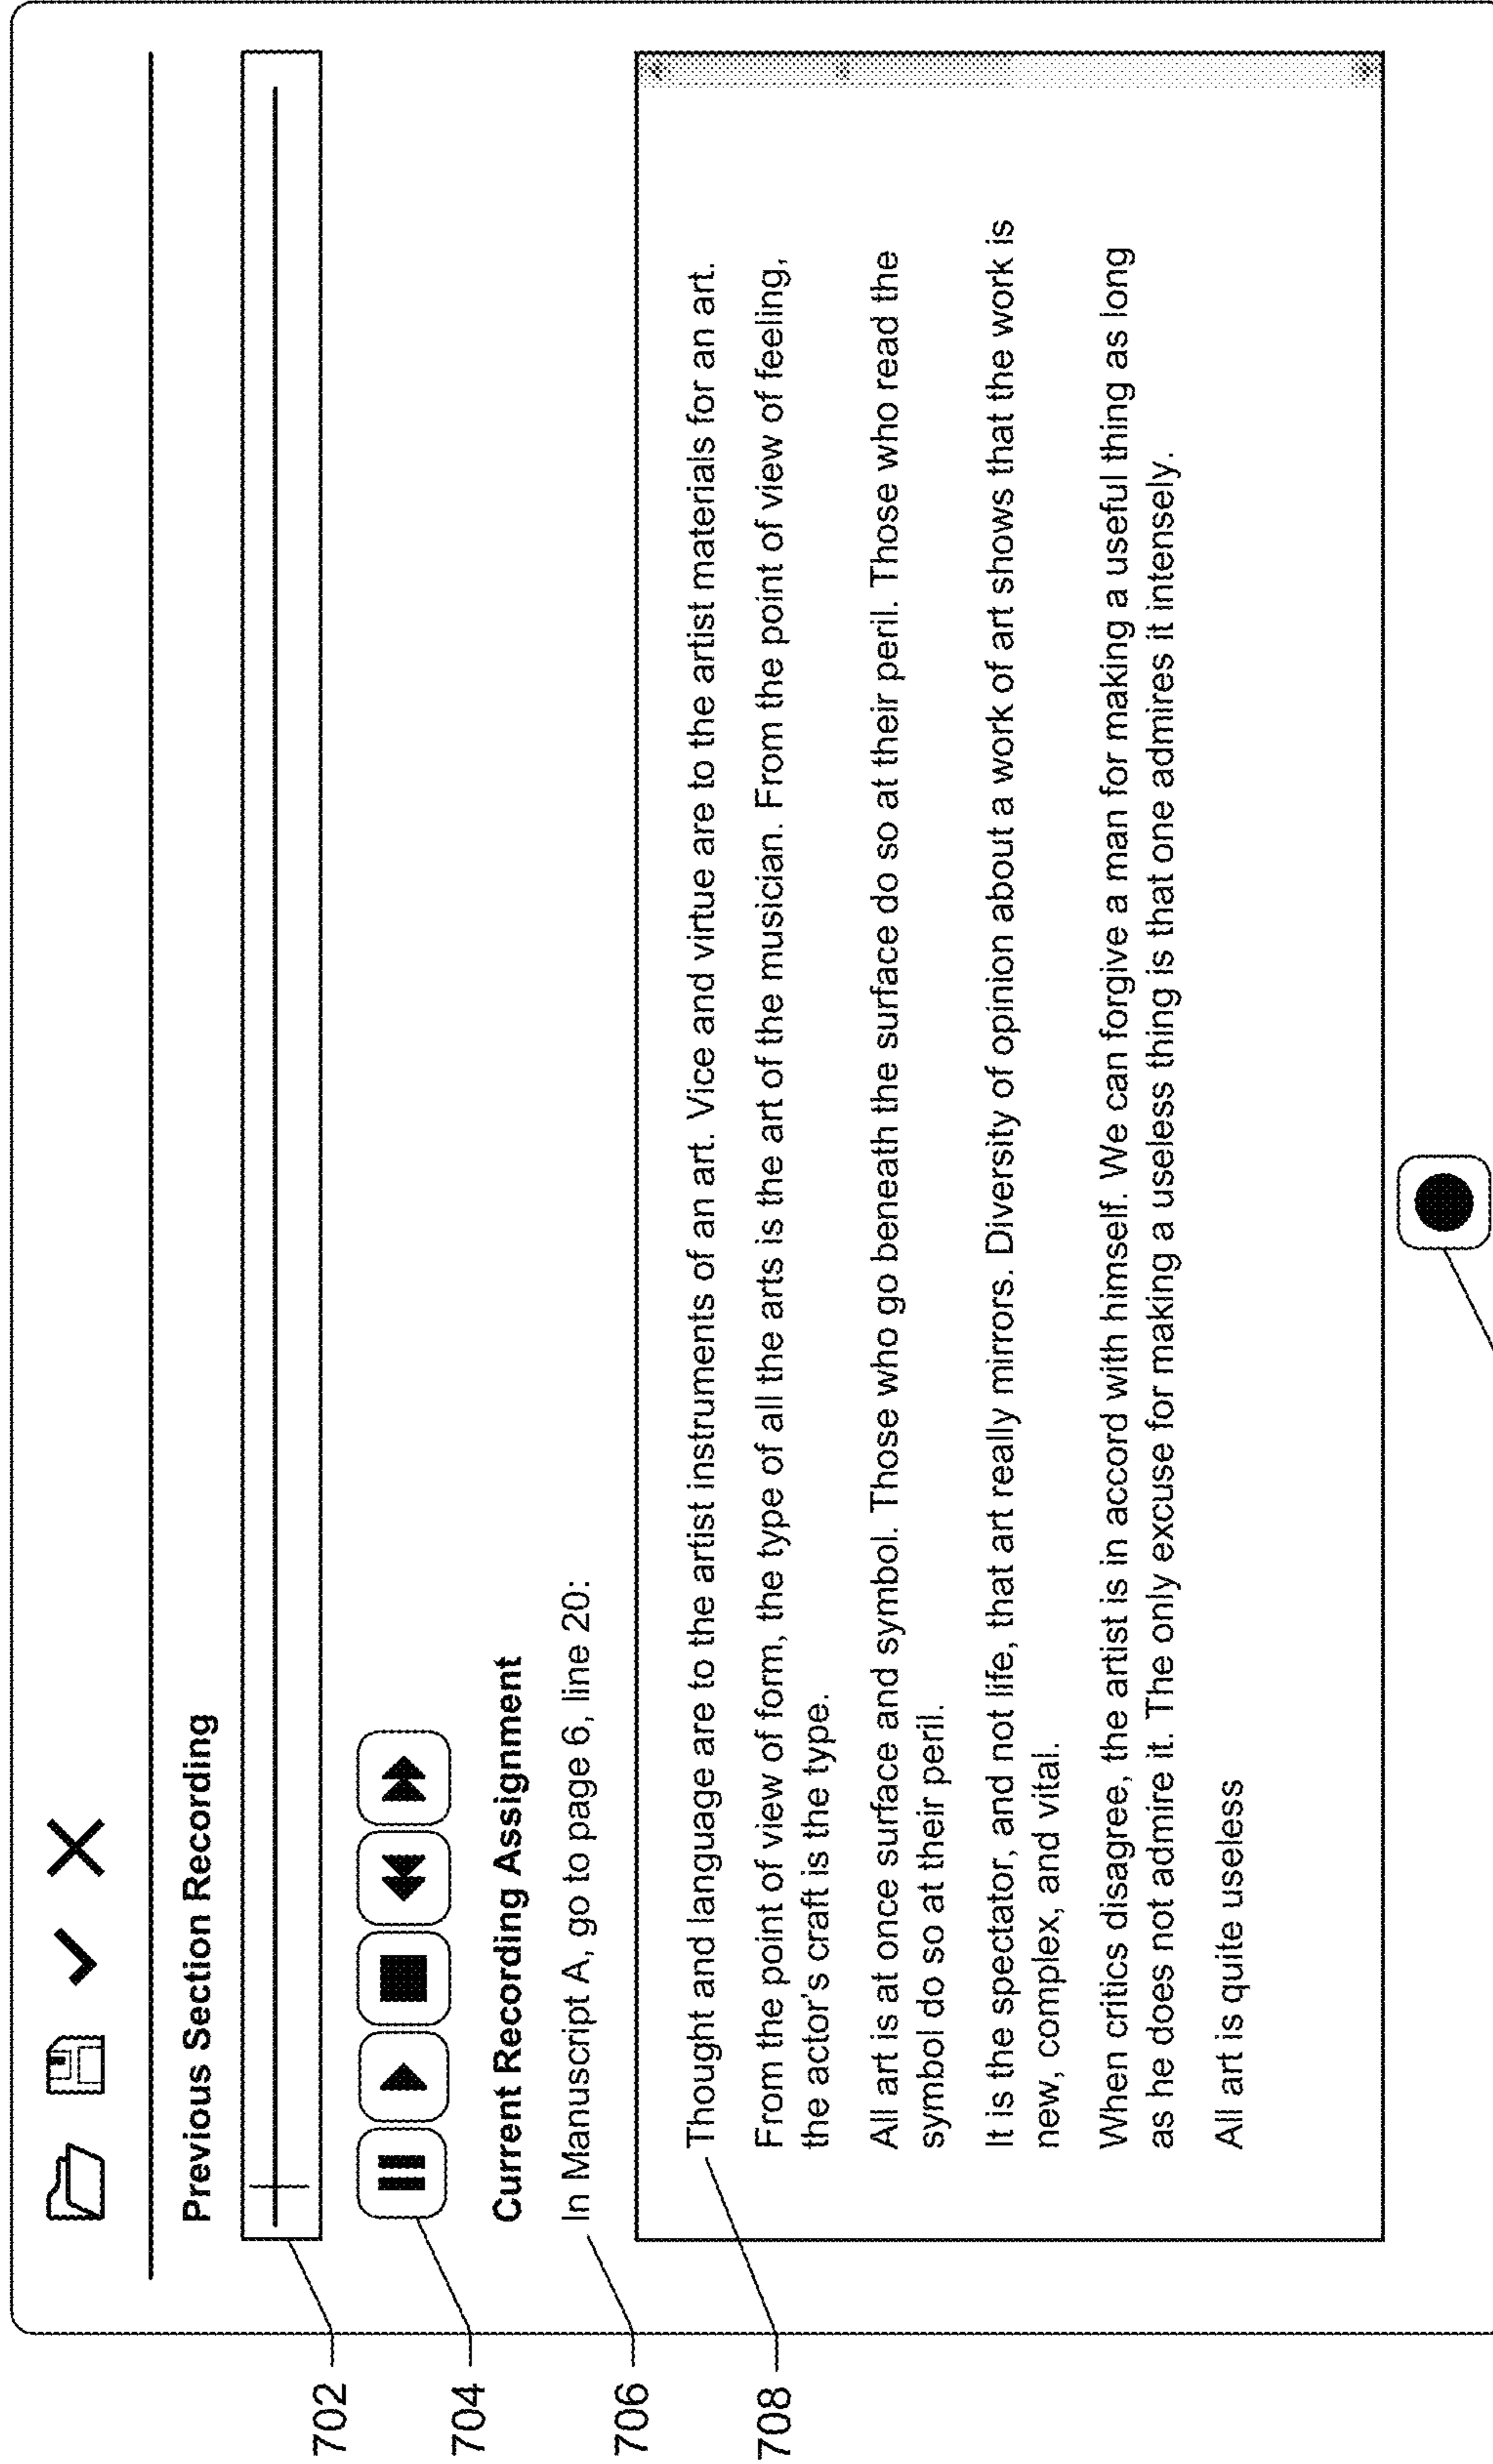 Previous Section Recording
702
704
Current Recording Assignment
In Manuscript A, go to page 6, line 20:
706
708
Thought and language are to the artist instruments of an art. Vice and virtue are to the artist materials for an art.
From the point of view of form, the type of all the arts is the art of the musician. From the point of view of feeling,
the actor's craft is the type.
All art is at once surface and symbol. Those who go beneath the surface do so at their peril. Those who read the
symbol do so at their peril.
It is the spectator, and not life, that art really mirrors. Diversity of opinion about a work of art shows that the work is
new, complex, and vital.
When critics disagree, the artist is in accord with himself. We can forgive a man for making a useful thing as long
as he does not admire it. The only excuse for making a useless thing is that one admires it intensely.
All art is quite useless